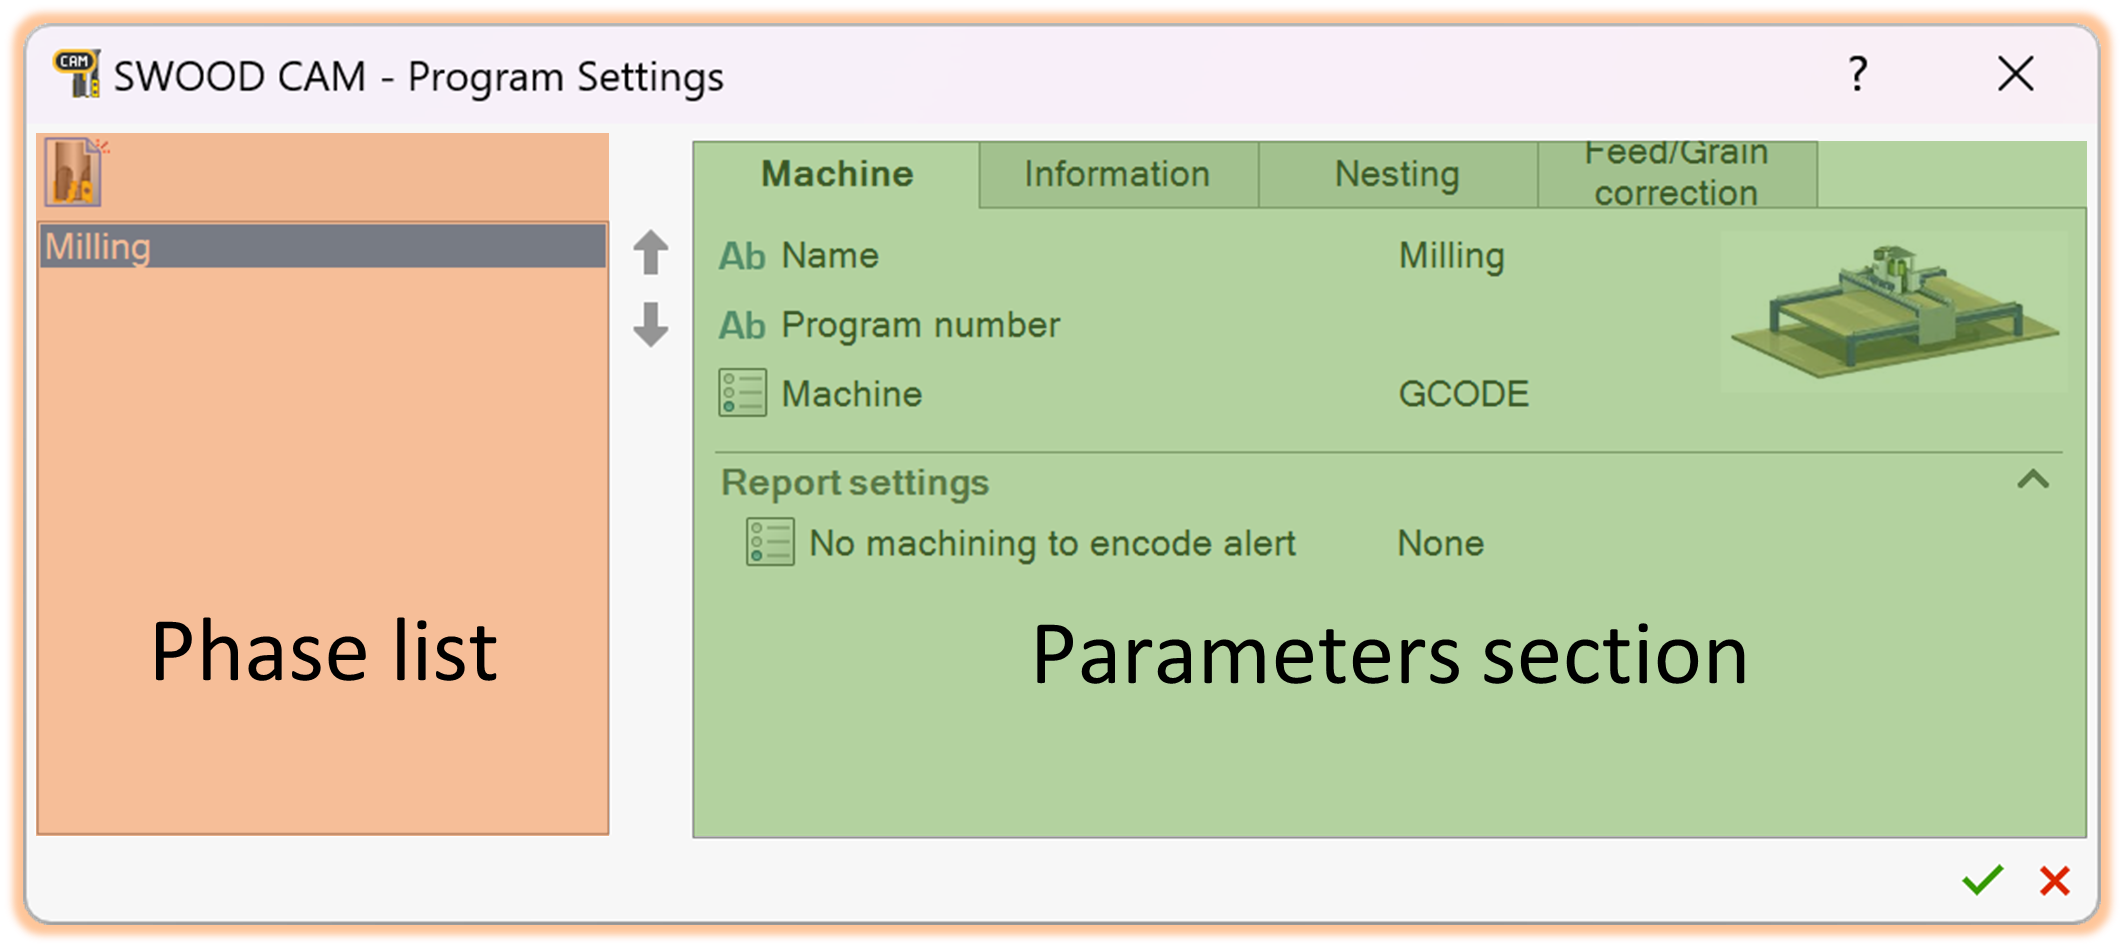 CAM
SWOOD CAM - Program Settings
?
Milling
Phase list
Machine
Information
Nesting
Feed/Grain
correction
Ab Name Milling
Ab Program number
Machine GCODE
Report settings
No machining to encode alert None
Parameters section